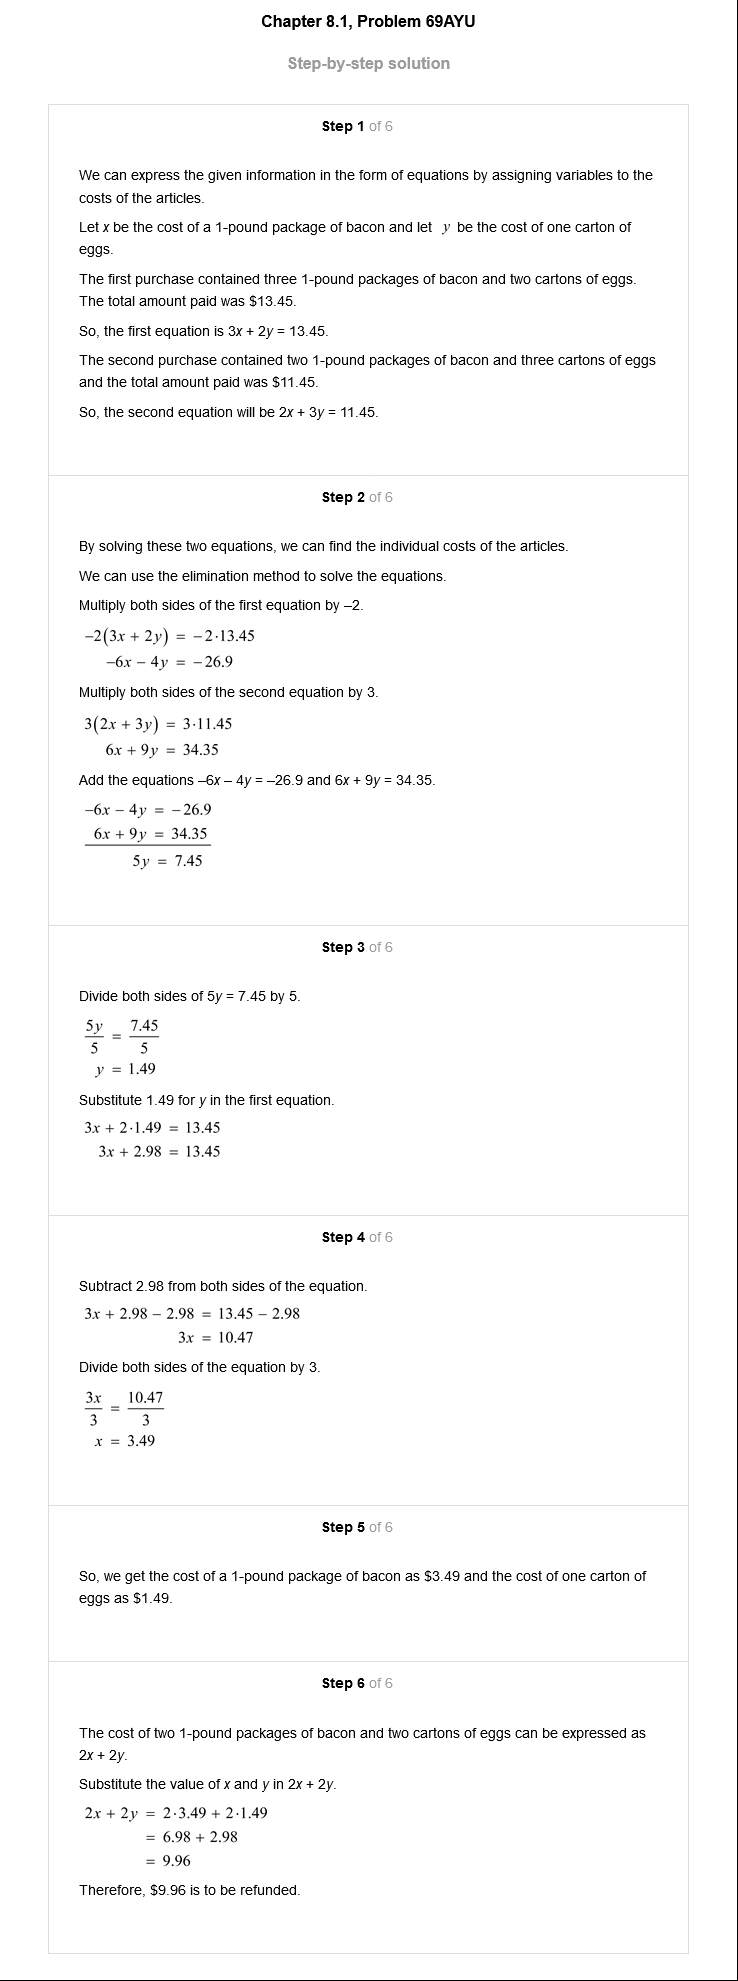 Chapter 8.1, Problem 69AYU
Step-by-step solution
Step 1 of 6
We can express the given information in the form of equations by assigning variables to the
costs of the articles.
Let x be the cost of a 1-pound package of bacon and let y be the cost of one carton of
eggs.
The first purchase contained three 1-pound packages of bacon and two cartons of eggs.
The total amount paid was $13.45.
So, the first equation is 3x + 2y = 13.45.
The second purchase contained two 1-pound packages of bacon and three cartons of eggs
and the total amount paid was $11.45.
So, the second equation will be 2x + 3y = 11.45.
Step 2 of 6
By solving these two equations, we can find the individual costs of the articles.
We can use the elimination method to solve the equations.
Multiply both sides of the first equation by –2.
−2(3x + 2y) = −2·13.45
−6x − 4y = −26.9
Multiply both sides of the second equation by 3.
3(2x + 3y) = 3·11.45
6x + 9y = 34.35
Add the equations –6x – 4y = –26.9 and 6x + 9y = 34.35.
−6x − 4y = −26.9
6x + 9y = 34.35
5y = 7.45
Step 3 of 6
Divide both sides of 5y = 7.45 by 5.
5y/5 = 7.45/5
y = 1.49
Substitute 1.49 for y in the first equation.
3x + 2·1.49 = 13.45
3x + 2.98 = 13.45
Step 4 of 6
Subtract 2.98 from both sides of the equation.
3x + 2.98 − 2.98 = 13.45 − 2.98
3x = 10.47
Divide both sides of the equation by 3.
3x/3 = 10.47/3
x = 3.49
Step 5 of 6
So, we get the cost of a 1-pound package of bacon as $3.49 and the cost of one carton of
eggs as $1.49.
Step 6 of 6
The cost of two 1-pound packages of bacon and two cartons of eggs can be expressed as
2x + 2y.
Substitute the value of x and y in 2x + 2y.
2x + 2y = 2·3.49 + 2·1.49
= 6.98 + 2.98
= 9.96
Therefore, $9.96 is to be refunded.